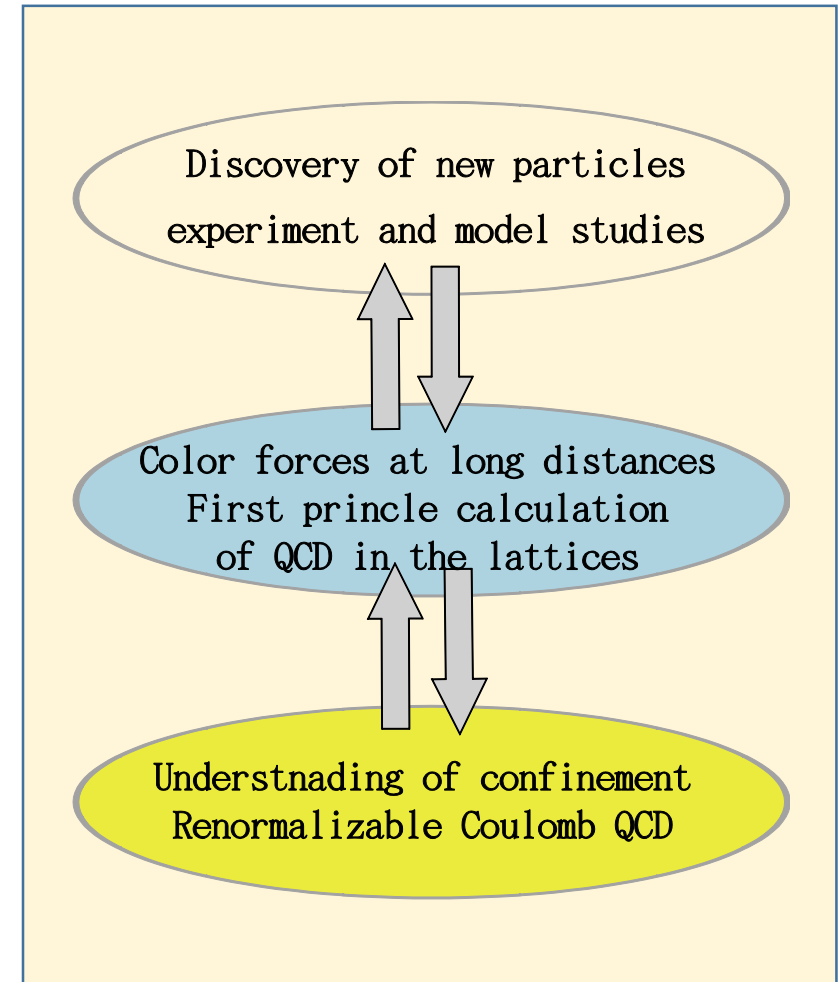 Discovery of new particles
experiment and model studies
Color forces at long distances
First princle calculation
of QCD in the lattices
Understnading of confinement
Renormalizable Coulomb QCD